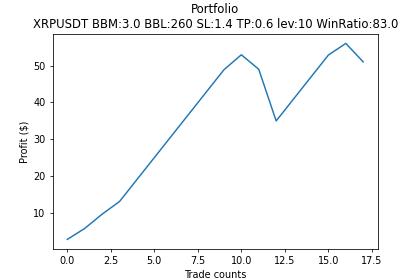 Portfolio
XRPUSDT BBM:3.0 BBL:260 SL:1.4 TP:0.6 lev:10 WinRatio:83.0
Profit ($)
50
40
30
20
10
0.0 2.5 5.0 7.5 10.0 12.5 15.0 17.5
Trade counts